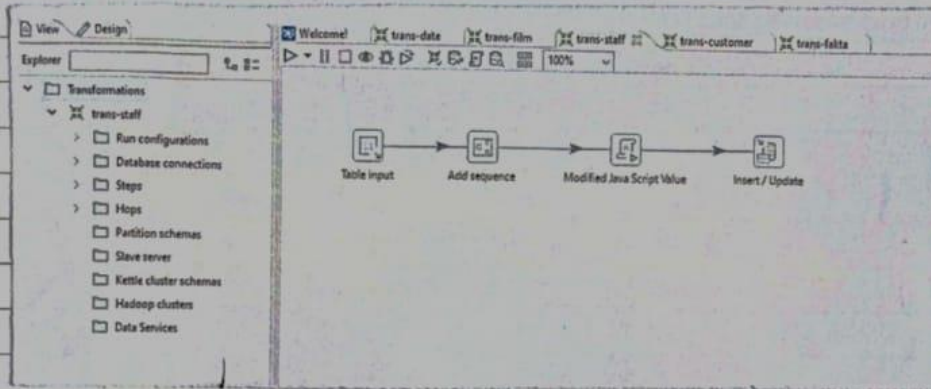 View Design
Welcome! trans-date trans-film trans-staff trans-customer trans-fakta
Explorer
100%
Transformations
trans-staff
Run configurations
Database connections
Steps
Hops
Partition schemas
Slave server
Kettle cluster schemas
Hadoop clusters
Data Services
Table input Add sequence Modified Java Script Value Insert / Update